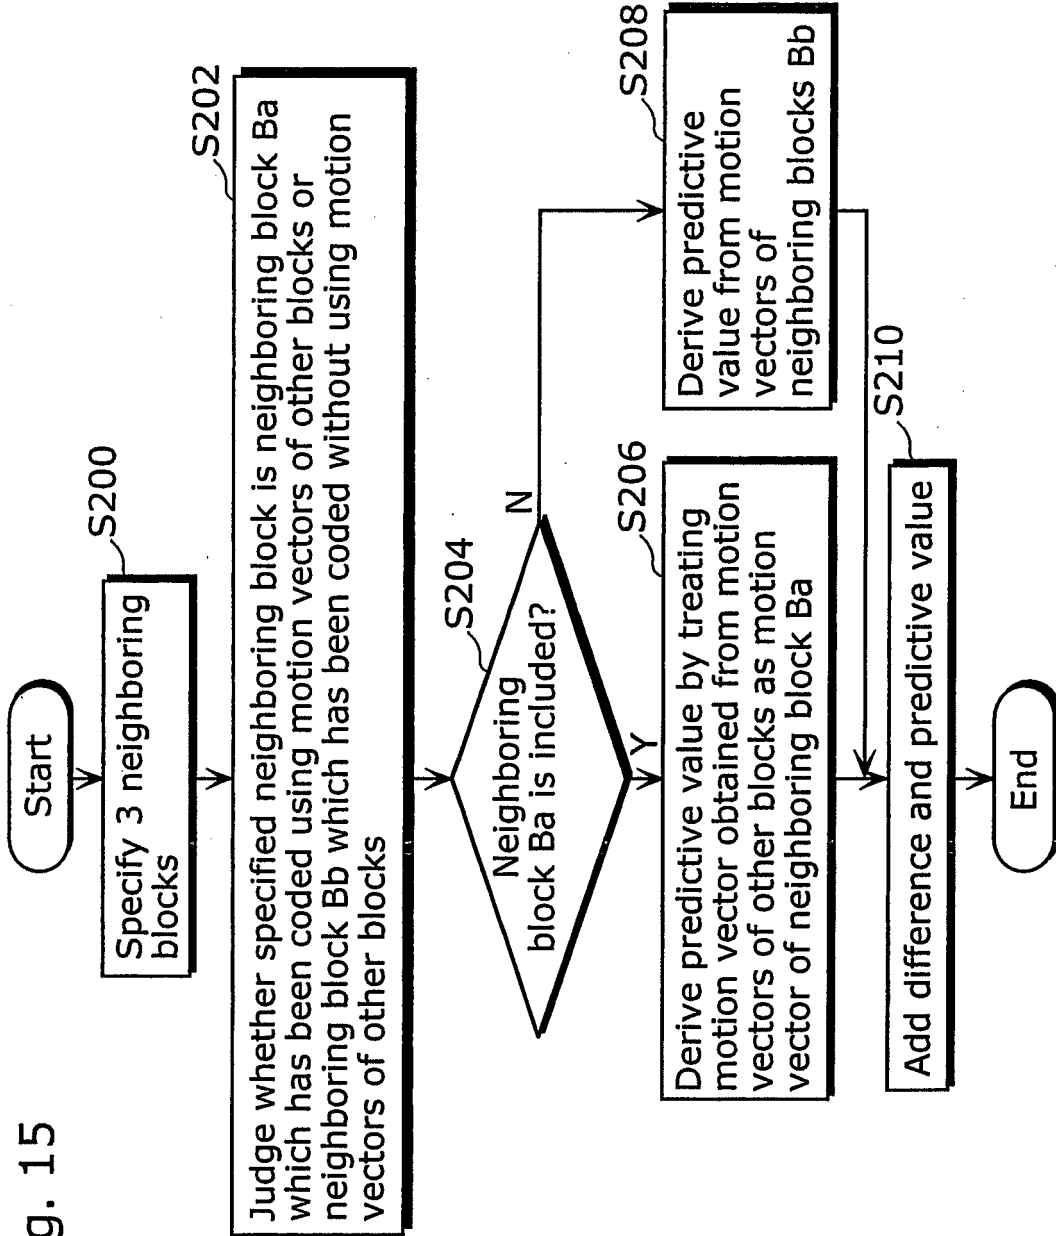 g. 15
Start
S200
Specify 3 neighboring
blocks
S202
Judge whether specified neighboring block is neighboring block Ba
which has been coded using motion vectors of other blocks or
neighboring block Bb which has been coded without using motion
vectors of other blocks
S204
Neighboring
block Ba is included?
N
Y
S206
Derive predictive value by treating
motion vector obtained from motion
vectors of other blocks as motion
vector of neighboring block Ba
S208
Derive predictive
value from motion
vectors of
neighboring blocks Bb
S210
Add difference and predictive value
End